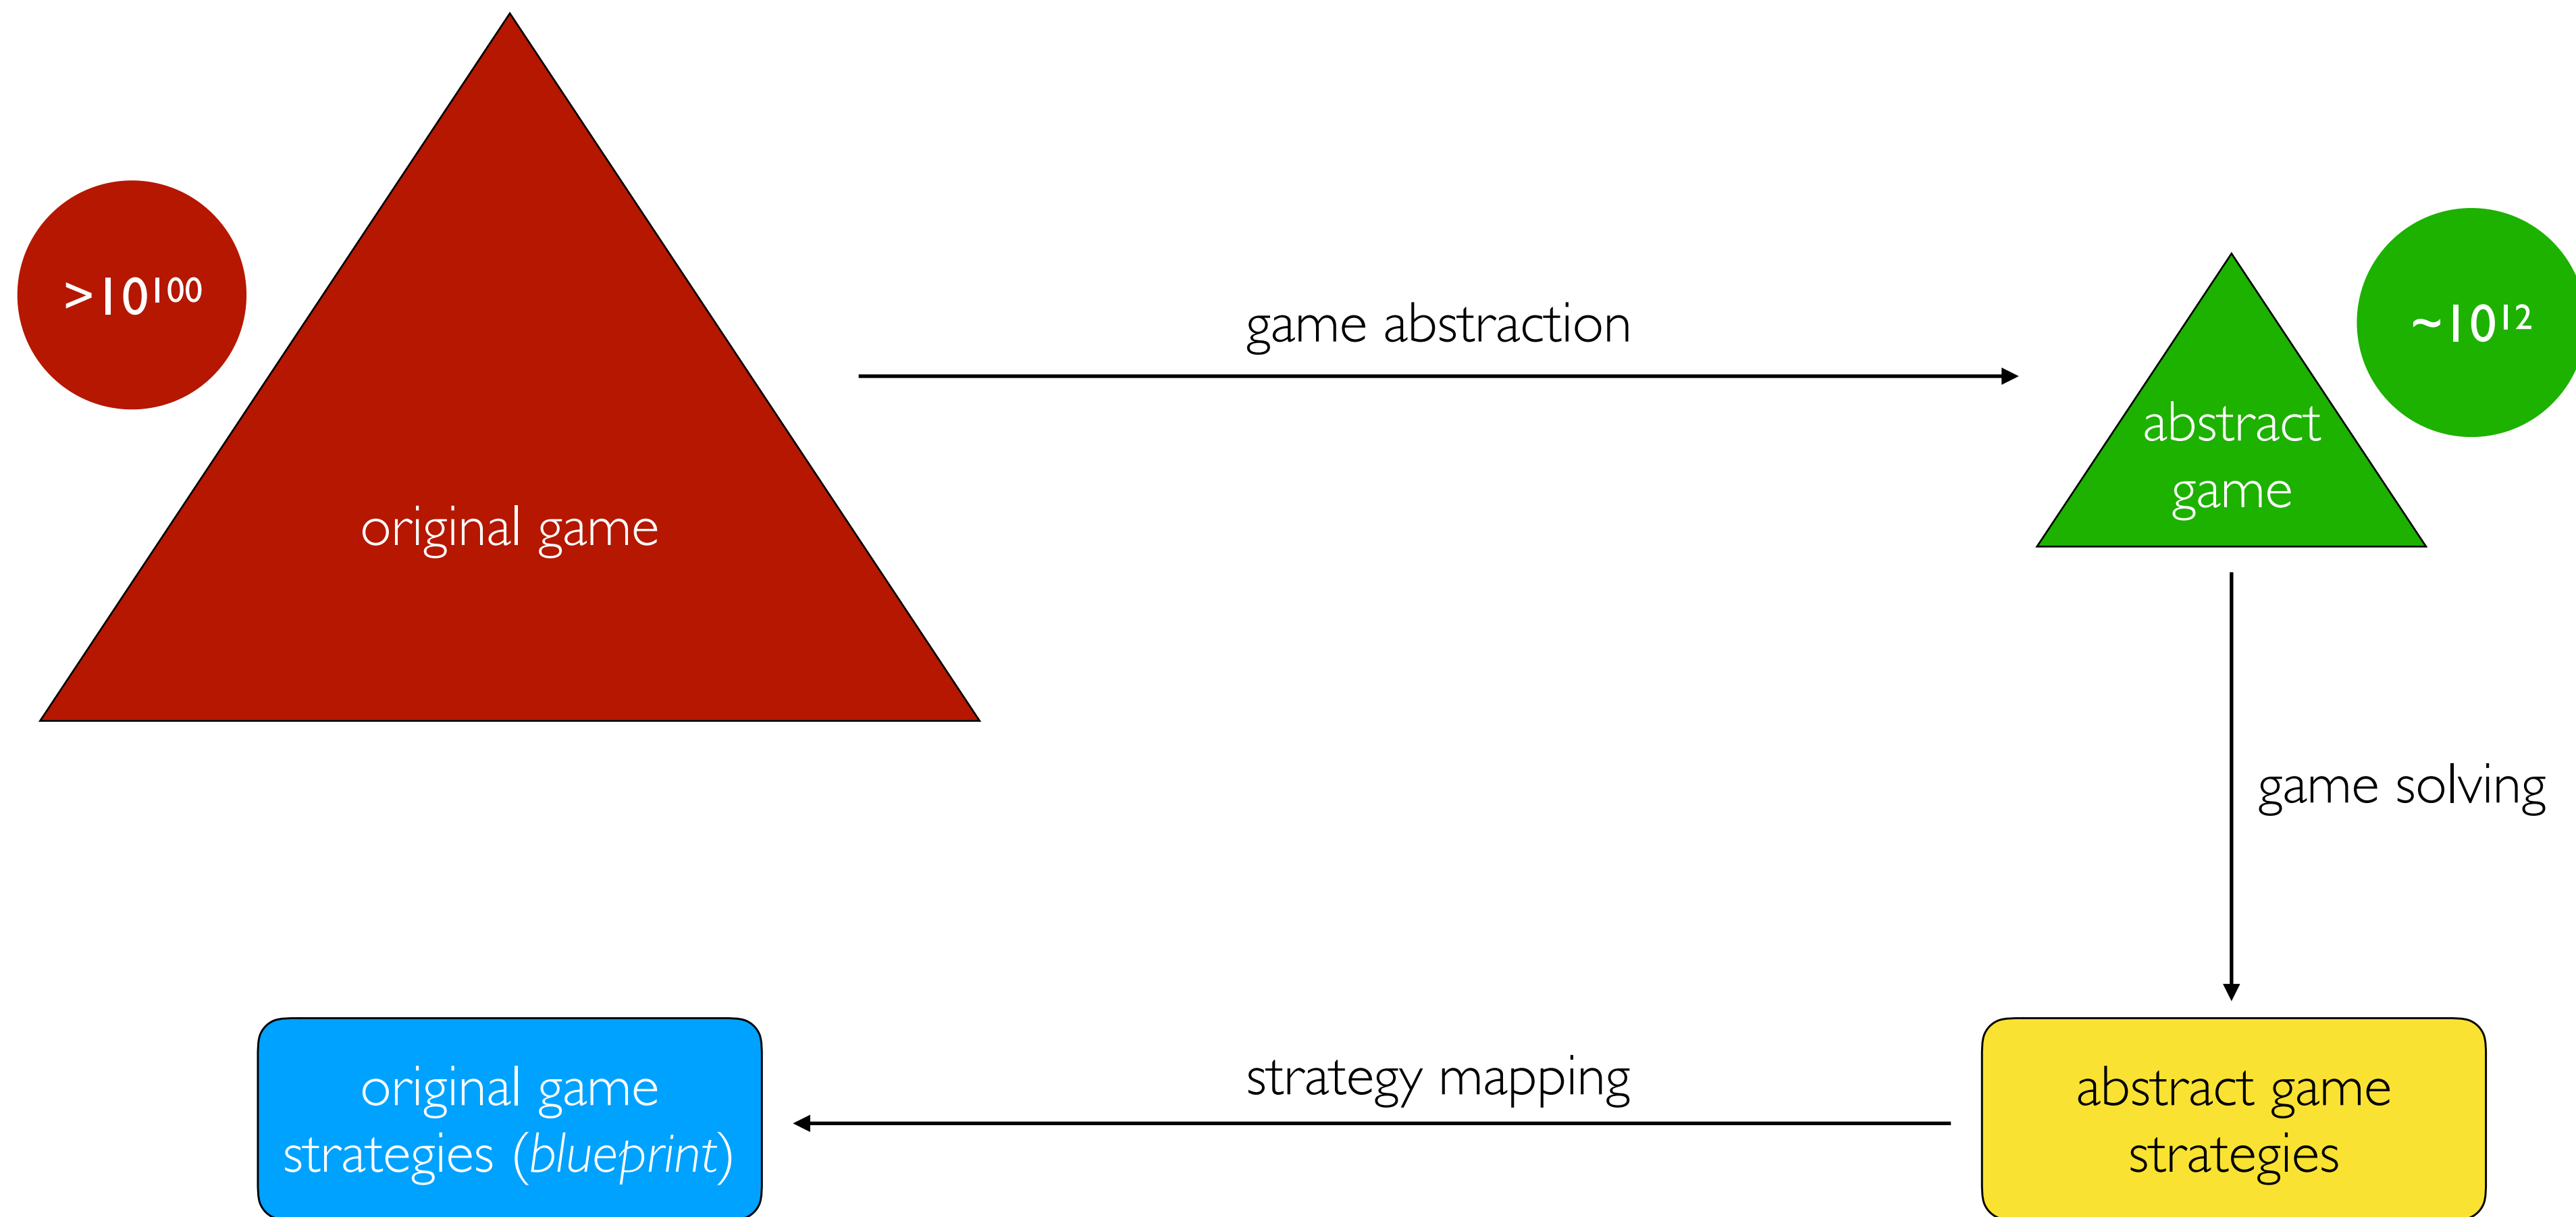 >10¹⁰⁰
original game
game abstraction
~10¹²
abstract
game
game solving
abstract game
strategies
strategy mapping
original game
strategies (blueprint)